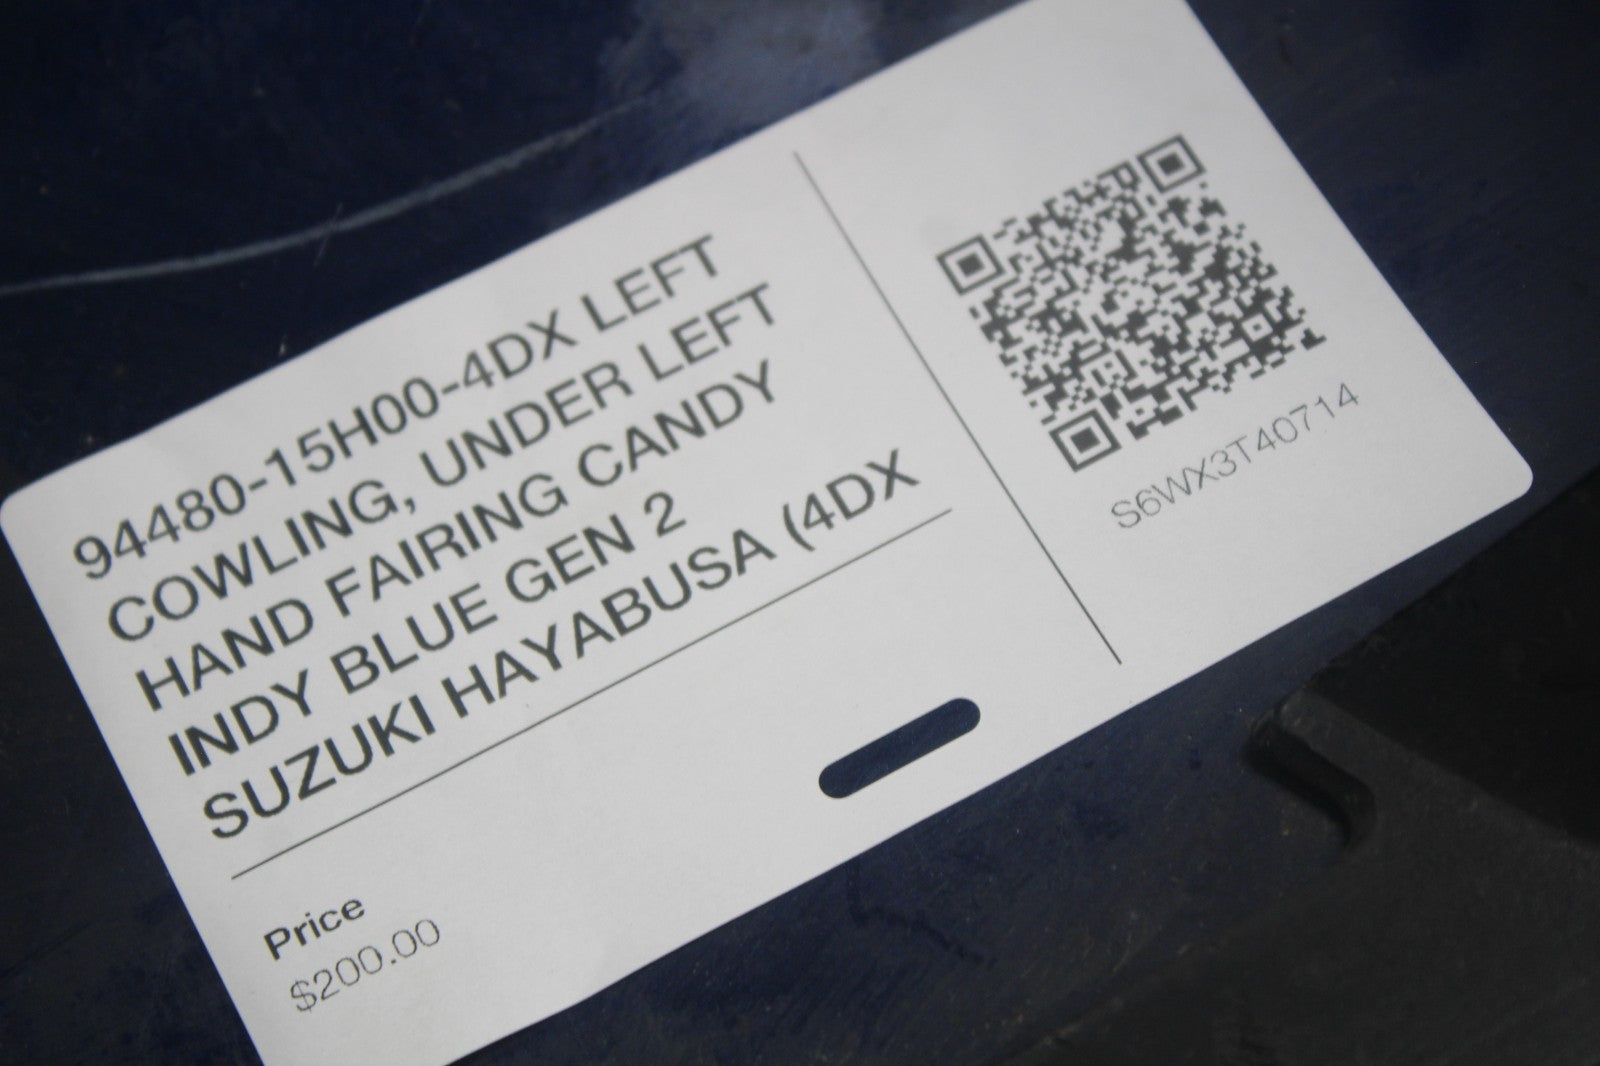 94480-15H00-4DX LEFT
COWLING, UNDER LEFT
HAND FAIRING CANDY
INDY BLUE GEN 2
SUZUKI HAYABUSA (4DX
Price
$200.00
S6WX3T40714